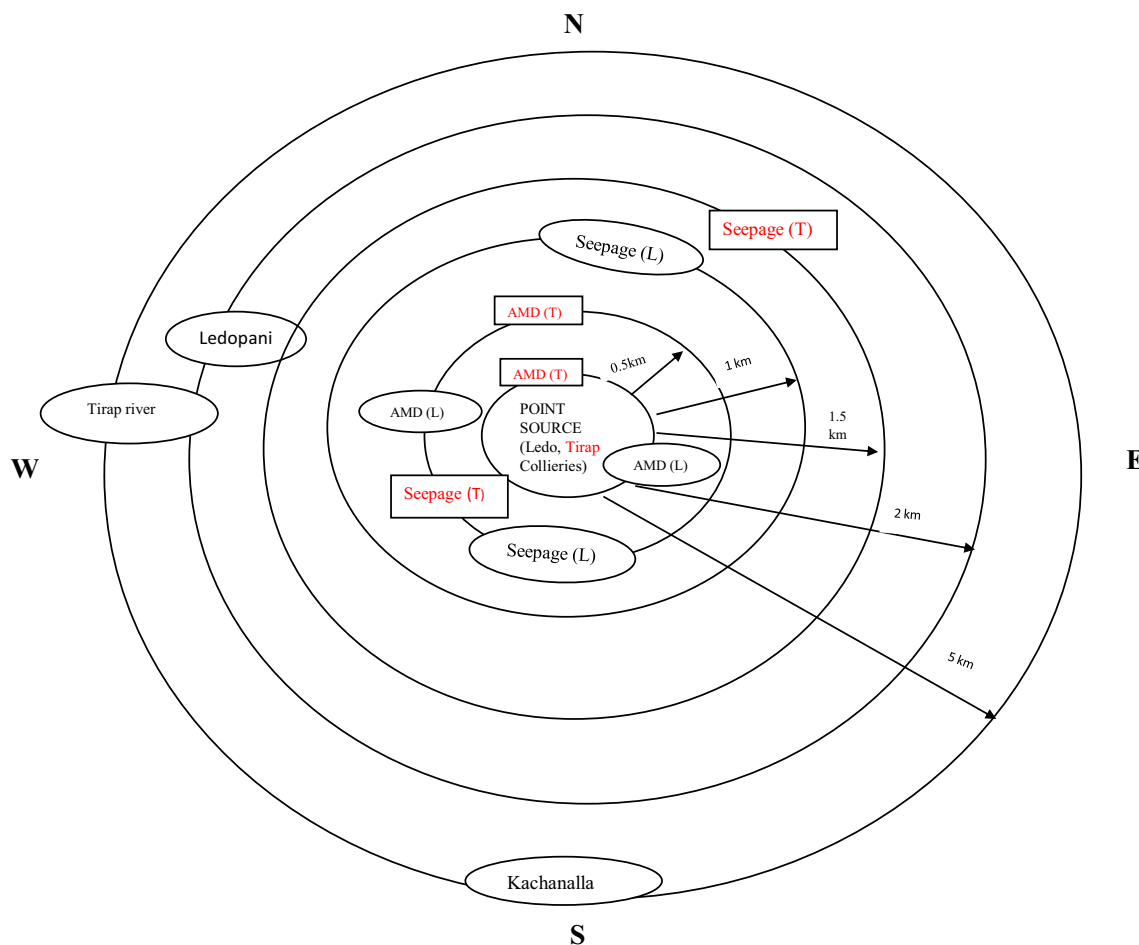 N
Seepage (T)
Seepage (L)
AMD (T)
Ledopani
0.5km
1 km
AMD (T)
Tirap river
AMD (L)
POINT
SOURCE
(Ledo, Tirap
Collieries)
1.5
km
W
E
AMD (L)
Seepage (T)
2 km
Seepage (L)
5 km
Kachanalla
S